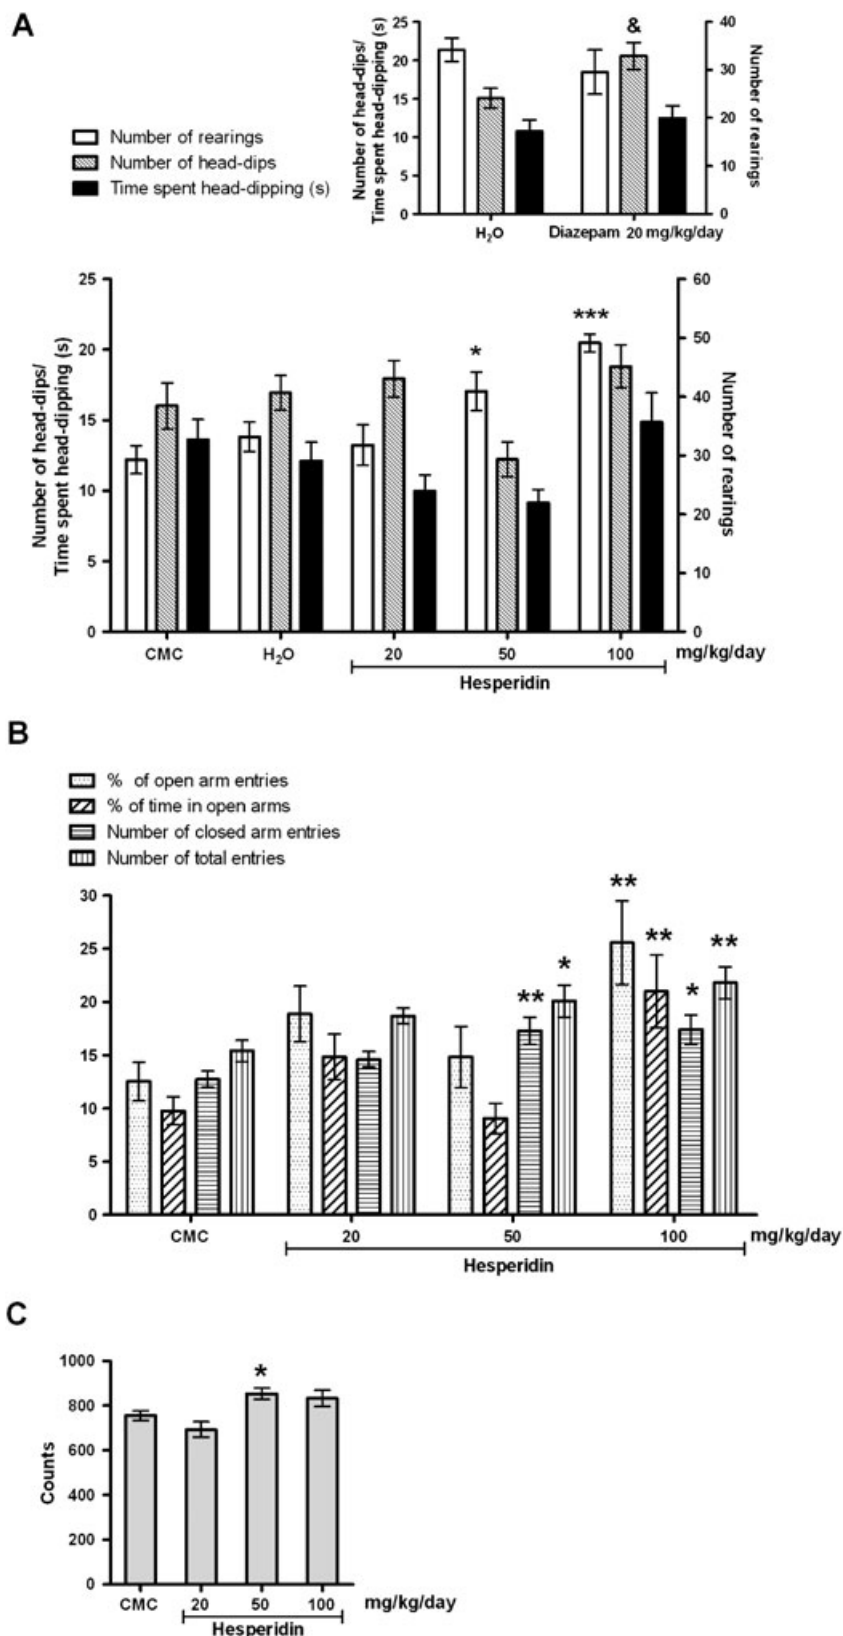 A
Number of rearings
Number of head-dips
Time spent head-dipping (s)
Number of head-dips/
Time spent head-dipping (s)
25
20
15
10
5
0
&
40
30
20
10
0
Number of rearings
H₂O
Diazepam 20 mg/kg/day
Number of head-dips/
Time spent head-dipping (s)
25
20
15
10
5
0
*
***
60
50
40
30
20
10
0
Number of rearings
CMC
H₂O
20
50
100
mg/kg/day
Hesperidin
B
% of open arm entries
% of time in open arms
Number of closed arm entries
Number of total entries
30
25
20
15
10
5
0
**
*
**
**
*
**
CMC
20
50
100
mg/kg/day
Hesperidin
C
Counts
1000
800
600
400
200
0
*
CMC
20
50
100
mg/kg/day
Hesperidin